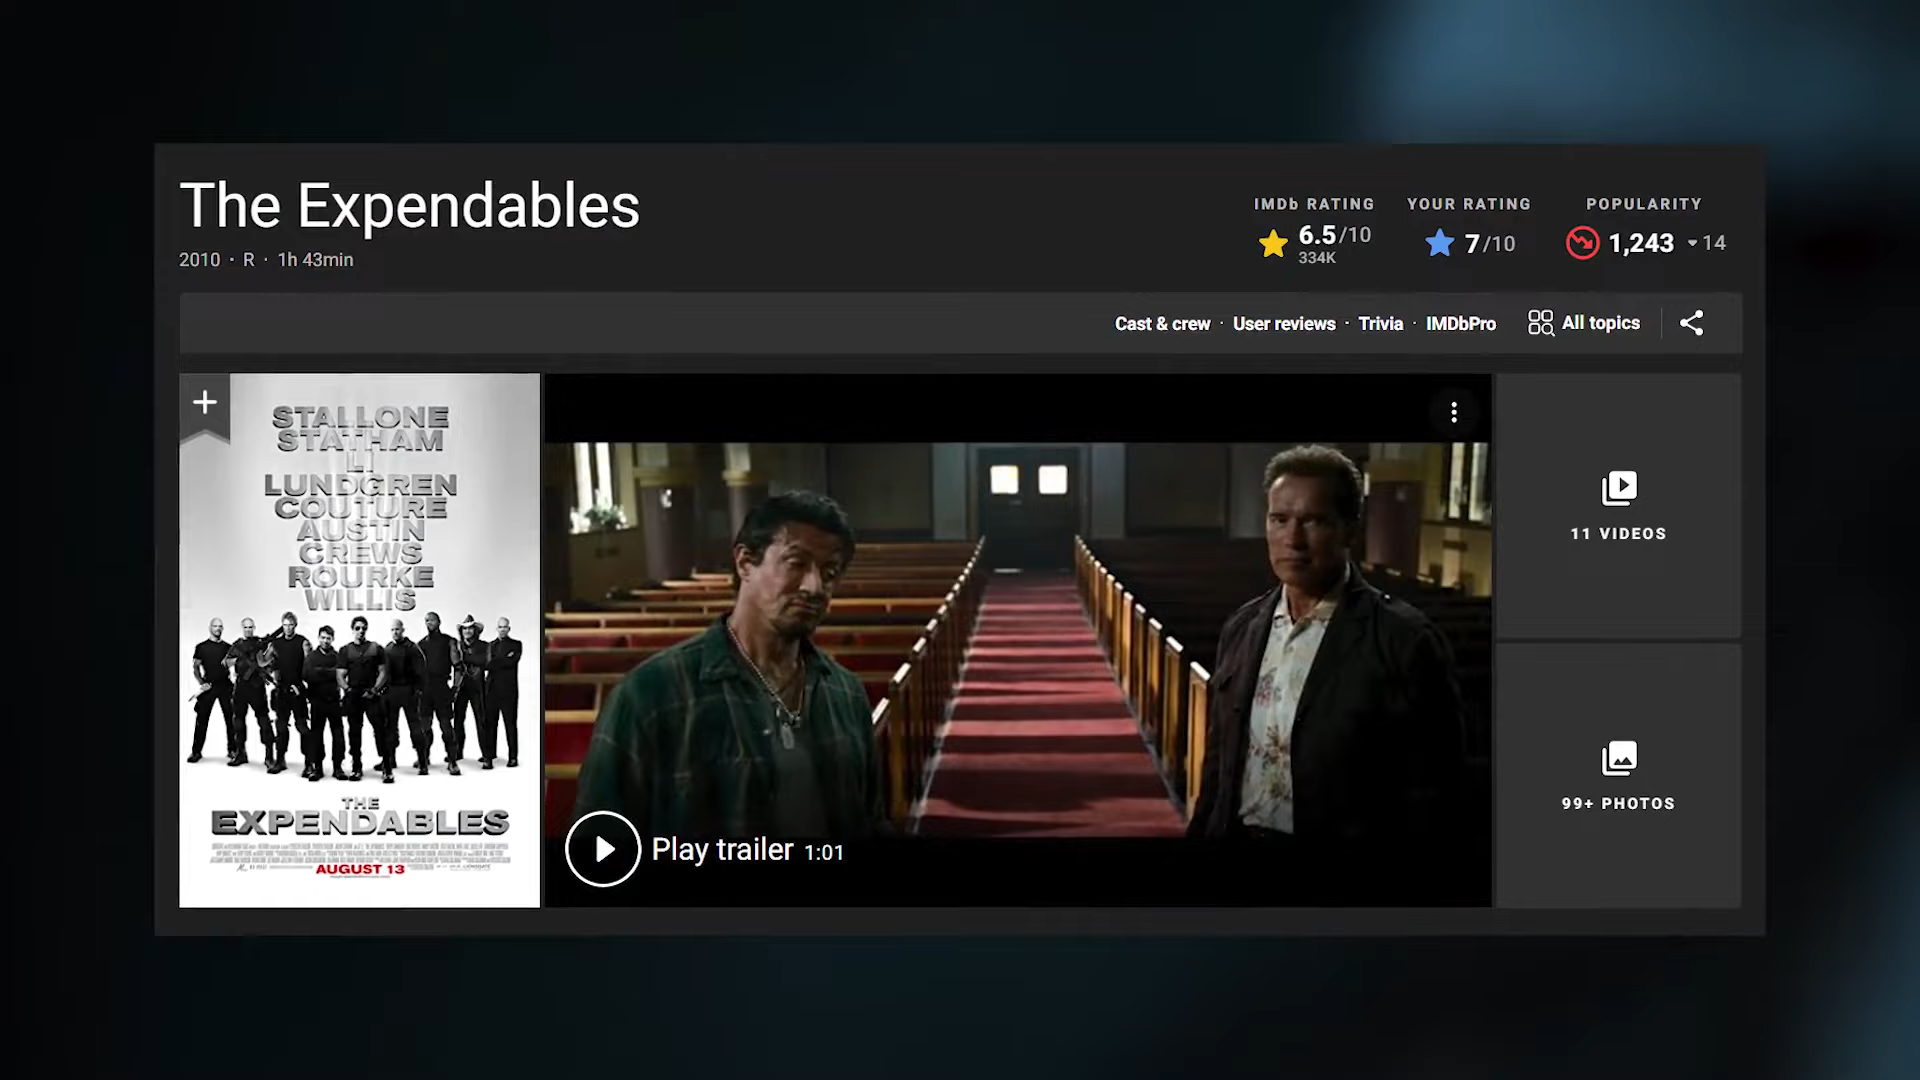 The Expendables
2010 · R · 1h 43min
IMDb RATING
6.5/10
334K
YOUR RATING
7/10
POPULARITY
1,243
14
Cast & crew · User reviews · Trivia · IMDbPro
All topics
STALLONE
STATHAM
LI
LUNDGREN
COUTURE
AUSTIN
CREWS
ROURKE
WILLIS
THE
EXPENDABLES
AUGUST 13
Play trailer 1:01
11 VIDEOS
99+ PHOTOS